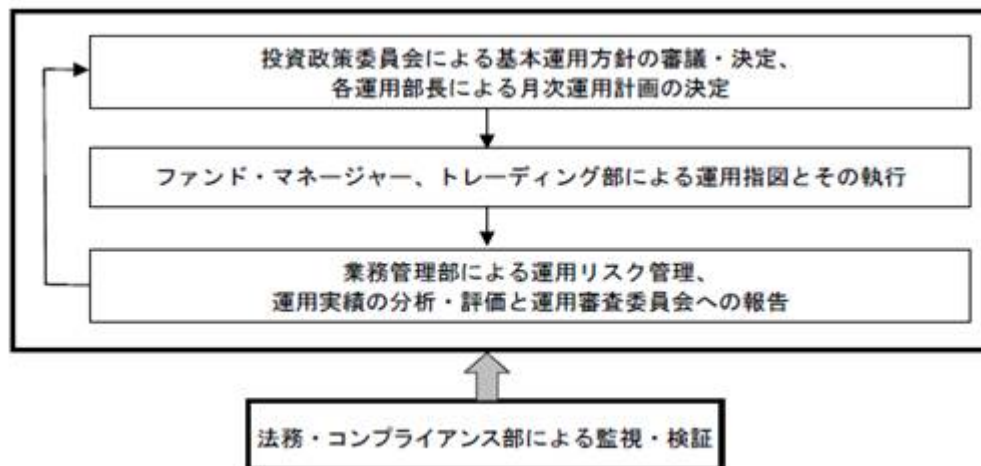 投資政策委員会による基本運用方針の審議・決定、
各運用部長による月次運用計画の決定
ファンド・マネージャー、トレーディング部による運用指図とその執行
業務管理部による運用リスク管理、
運用実績の分析・評価と運用審査委員会への報告
法務・コンプライアンス部による監視・検証